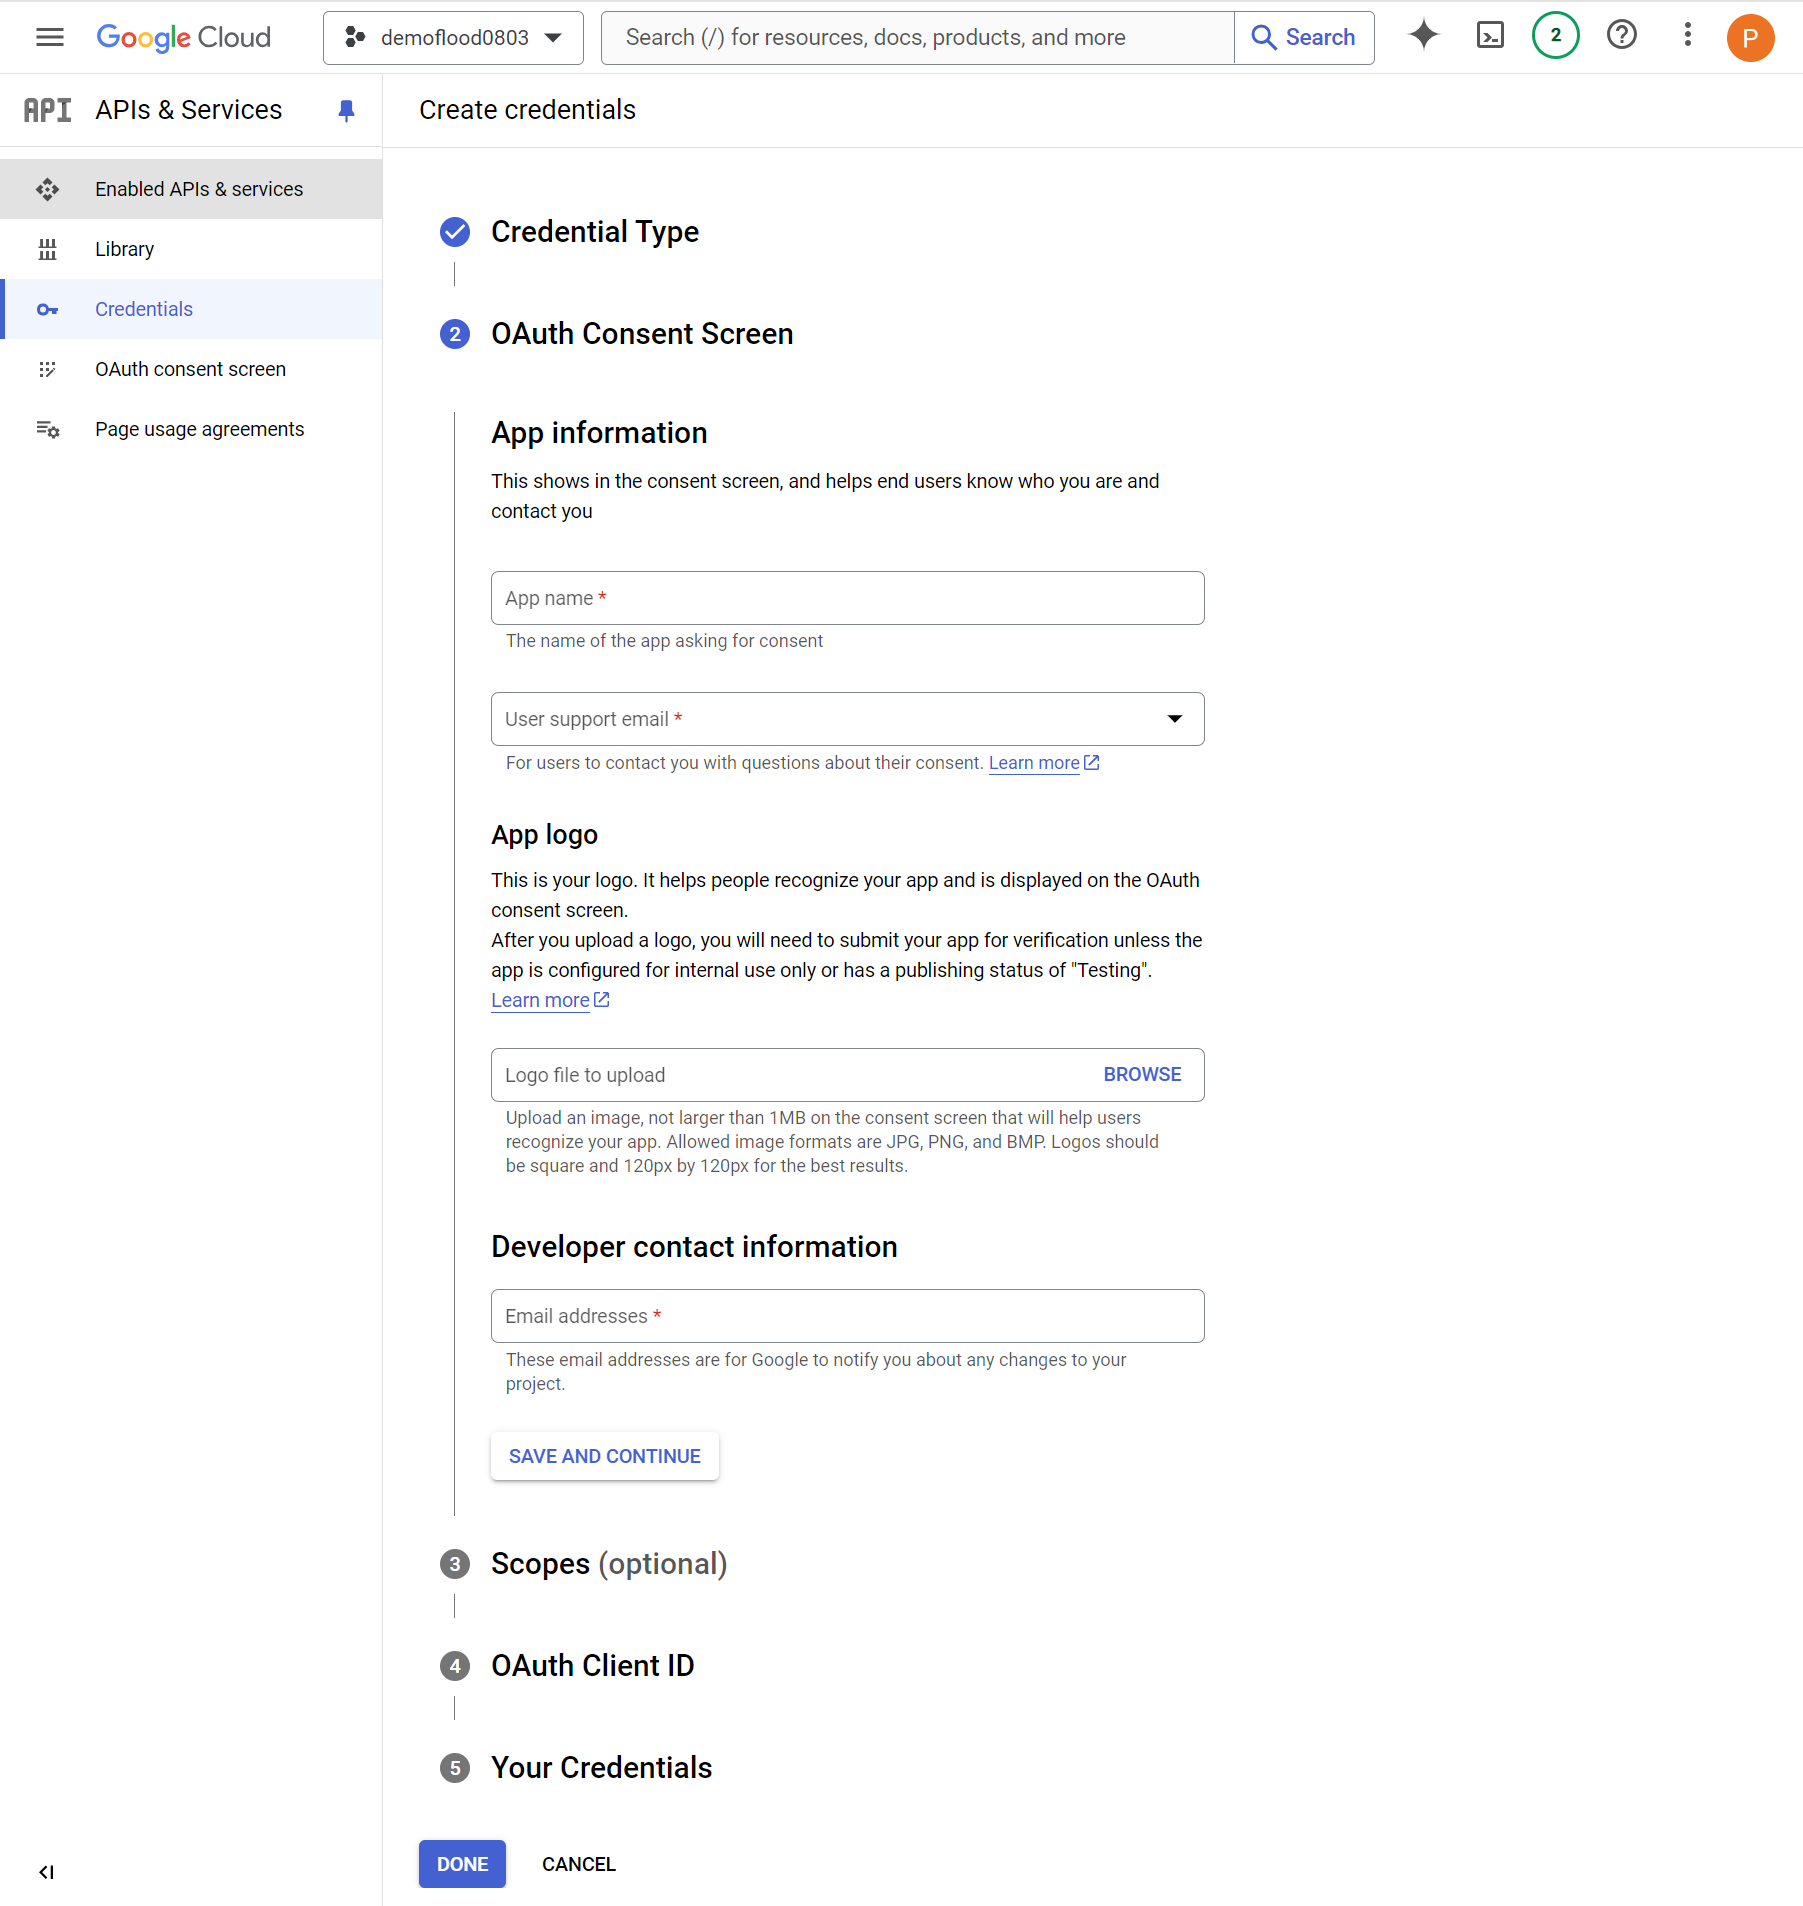 Google Cloud
demoflood0803
Search (/) for resources, docs, products, and more
Search
2
P
API
APIs & Services
Create credentials
Enabled APIs & services
Library
Credentials
OAuth consent screen
Page usage agreements
Credential Type
2
OAuth Consent Screen
App information
This shows in the consent screen, and helps end users know who you are and
contact you
App name *
The name of the app asking for consent
User support email *
For users to contact you with questions about their consent. Learn more
App logo
This is your logo. It helps people recognize your app and is displayed on the OAuth
consent screen.
After you upload a logo, you will need to submit your app for verification unless the
app is configured for internal use only or has a publishing status of "Testing".
Learn more
Logo file to upload
BROWSE
Upload an image, not larger than 1MB on the consent screen that will help users
recognize your app. Allowed image formats are JPG, PNG, and BMP. Logos should
be square and 120px by 120px for the best results.
Developer contact information
Email addresses *
These email addresses are for Google to notify you about any changes to your
project.
SAVE AND CONTINUE
3
Scopes (optional)
4
OAuth Client ID
5
Your Credentials
DONE
CANCEL